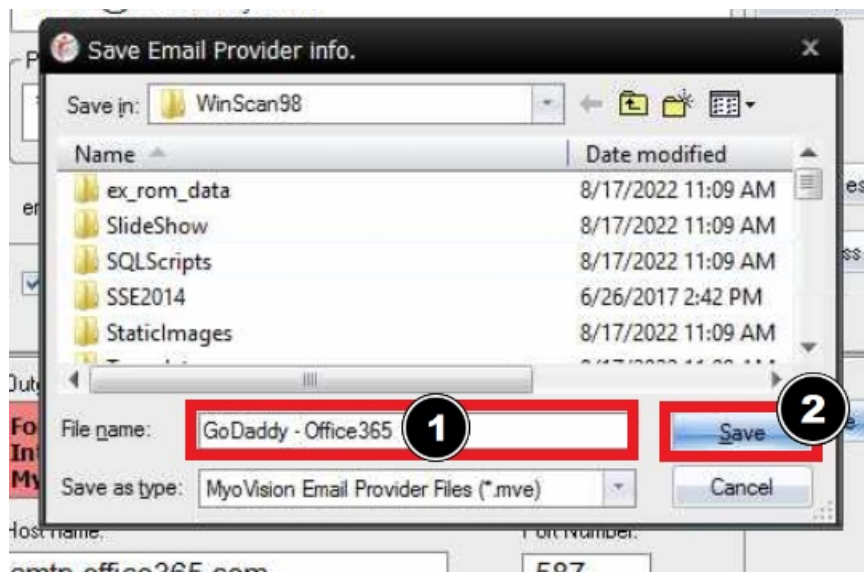 Save Email Provider info.
Save in: WinScan98
Name Date modified
ex_rom_data 8/17/2022 11:09 AM
SlideShow 8/17/2022 11:09 AM
SQLScripts 8/17/2022 11:09 AM
SSE2014 6/26/2017 2:42 PM
StaticImages 8/17/2022 11:09 AM
File name: GoDaddy - Office365 1 Save 2
Save as type: MyoVision Email Provider Files (*.mve) Cancel
Port Number:
smtp.office365.com 587